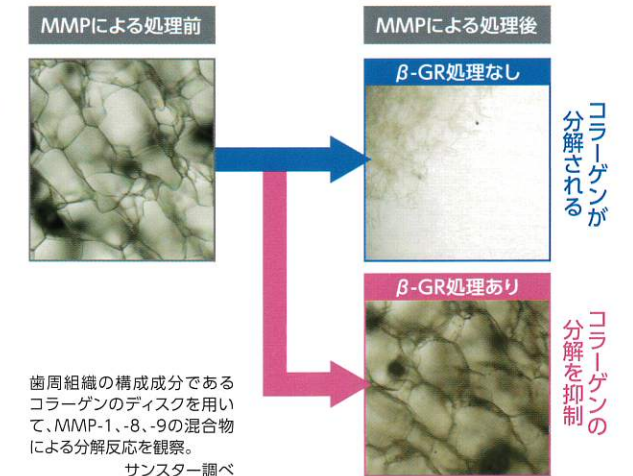 MMPによる処理前
MMPによる処理後
β-GR処理なし
コラーゲンが
分解される
β-GR処理あり
コラーゲンの
分解を抑制
歯周組織の構成成分である
コラーゲンのディスクを用い
て、MMP-1、-8、-9の混合物
による分解反応を観察。
サンスター調べ